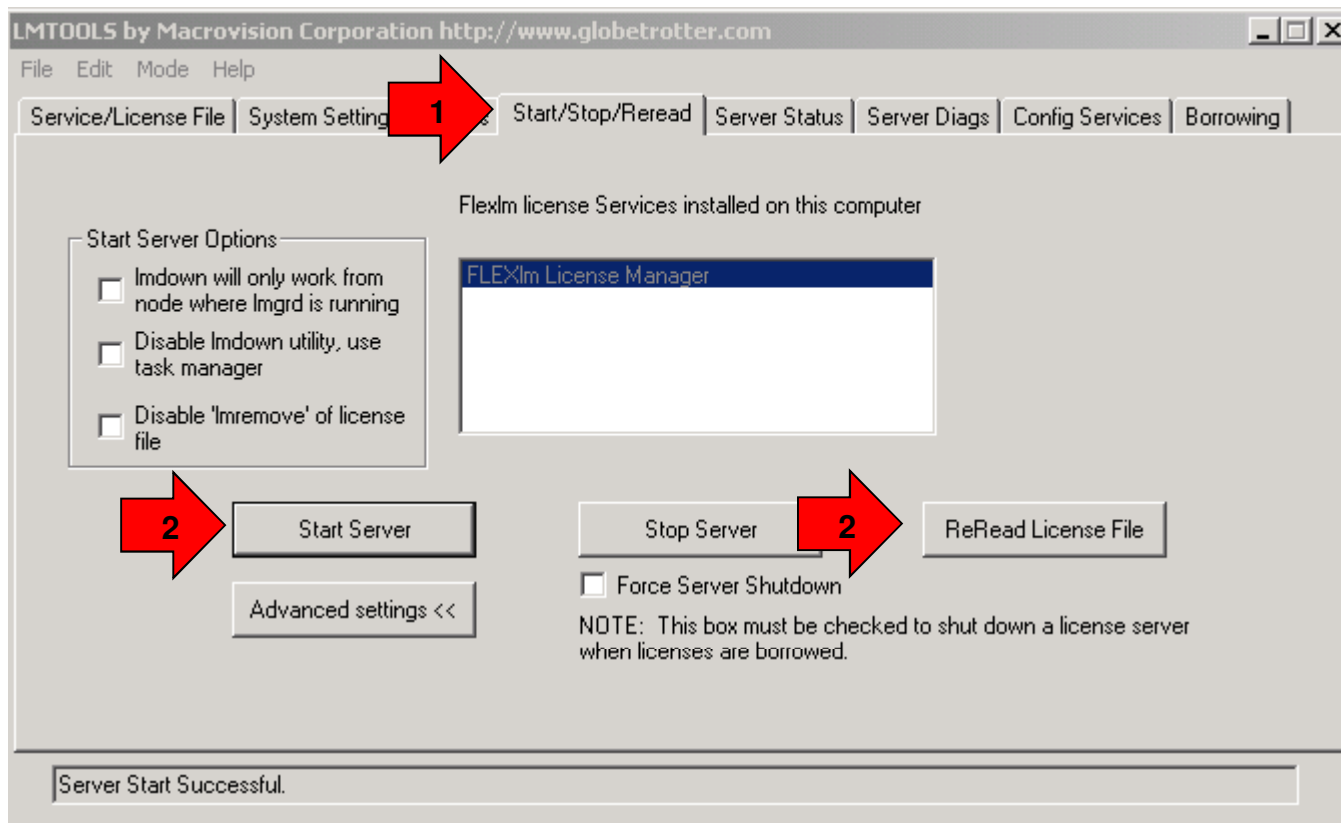 LMTOOLS by Macrovision Corporation http://www.globetrotter.com
File Edit Mode Help
Service/License File System Setting 1 s Start/Stop/Reread Server Status Server Diags Config Services Borrowing
Flexlm license Services installed on this computer
Start Server Options
lmdown will only work from
node where lmgrd is running
Disable lmdown utility, use
task manager
Disable 'lmremove' of license
file
FLEXlm License Manager
2 Start Server Stop Server 2 ReRead License File
Advanced settings << Force Server Shutdown
NOTE: This box must be checked to shut down a license server
when licenses are borrowed.
Server Start Successful.